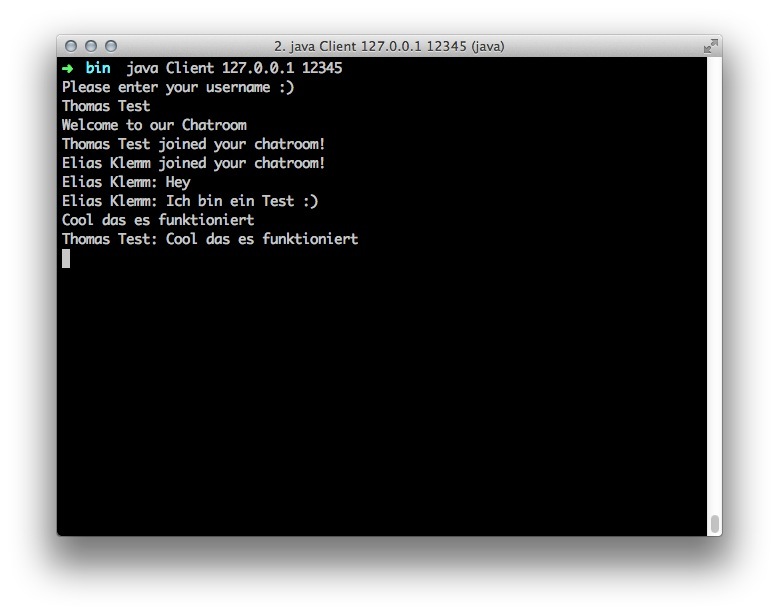 2. java Client 127.0.0.1 12345 (java)
➜ bin java Client 127.0.0.1 12345
Please enter your username :)
Thomas Test
Welcome to our Chatroom
Thomas Test joined your chatroom!
Elias Klemm joined your chatroom!
Elias Klemm: Hey
Elias Klemm: Ich bin ein Test :)
Cool das es funktioniert
Thomas Test: Cool das es funktioniert